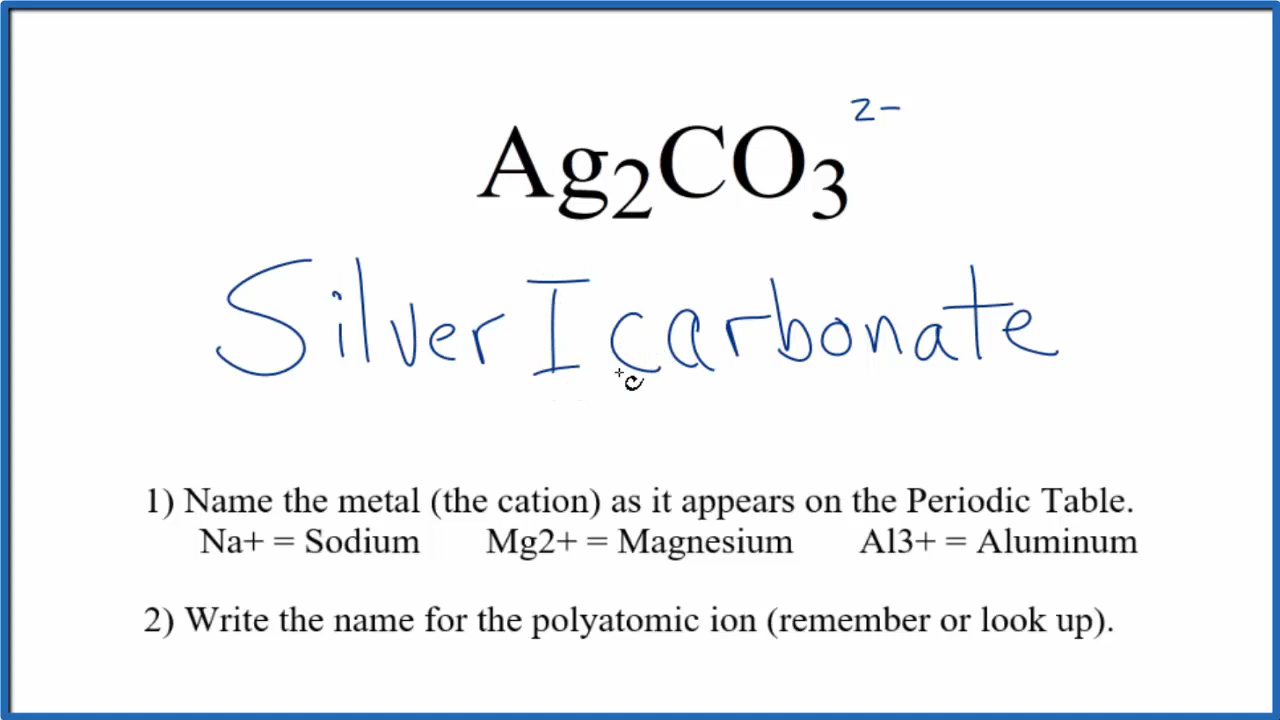 2-
Ag₂CO₃
Silver I carbonate
1) Name the metal (the cation) as it appears on the Periodic Table.
Na+ = Sodium Mg2+ = Magnesium Al3+ = Aluminum
2) Write the name for the polyatomic ion (remember or look up).